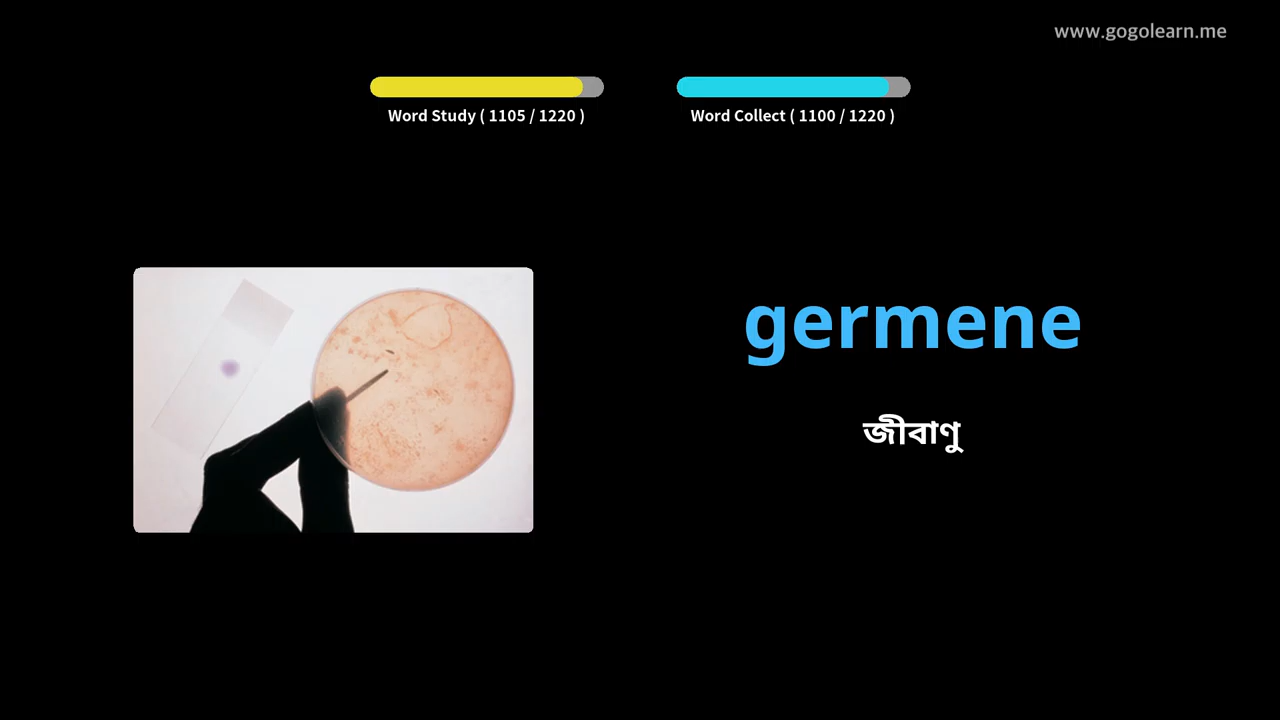 www.gogolearn.me
Word Study ( 1105 / 1220 )
Word Collect ( 1100 / 1220 )
germene
জীবাণু